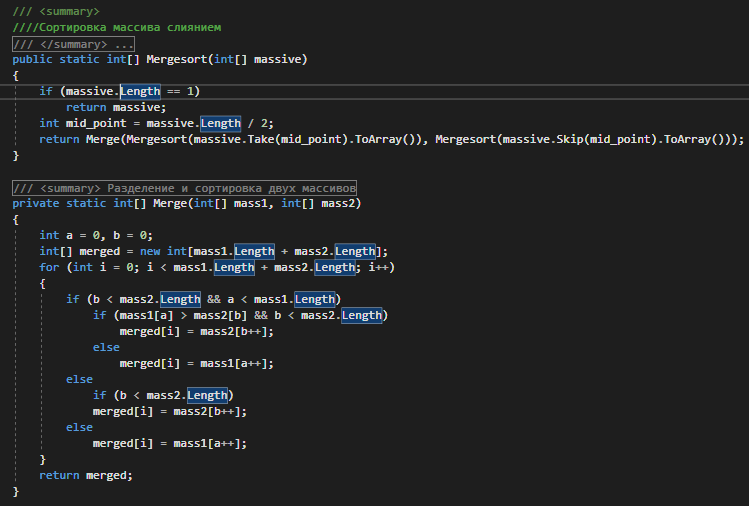 /// <summary>
////Сортировка массива слиянием
/// </summary> ...
public static int[] Mergesort(int[] massive)
{
    if (massive.Length == 1)
        return massive;
    int mid_point = massive.Length / 2;
    return Merge(Mergesort(massive.Take(mid_point).ToArray()), Mergesort(massive.Skip(mid_point).ToArray()));
}
/// <summary> Разделение и сортировка двух массивов
private static int[] Merge(int[] mass1, int[] mass2)
{
    int a = 0, b = 0;
    int[] merged = new int[mass1.Length + mass2.Length];
    for (int i = 0; i < mass1.Length + mass2.Length; i++)
    {
        if (b < mass2.Length && a < mass1.Length)
            if (mass1[a] > mass2[b] && b < mass2.Length)
                merged[i] = mass2[b++];
            else
                merged[i] = mass1[a++];
        else
            if (b < mass2.Length)
            merged[i] = mass2[b++];
        else
            merged[i] = mass1[a++];
    }
    return merged;
}